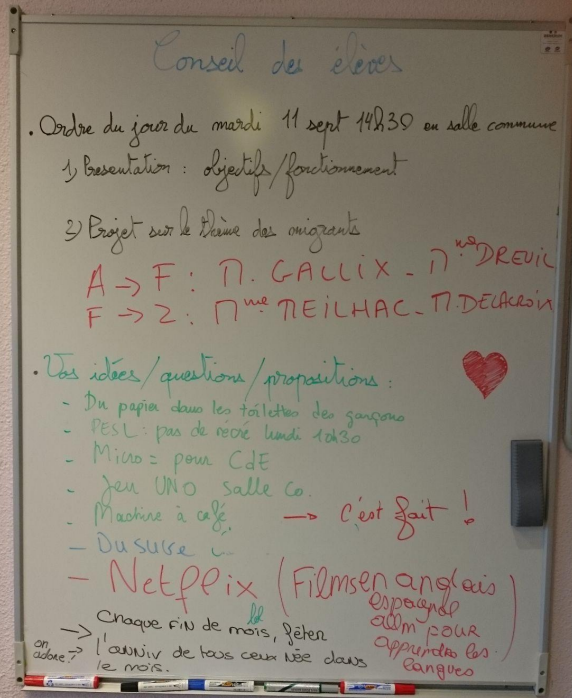 Conseil des élèves
. Ordre du jour du mardi 11 sept 14h30 en salle commune
1) Presentation : objectifs/fonctionnement
3) Projet sur le thème des migrants
A → F : M. GALLIX - Mme DREUIL
F → Z : Mme MEILHAC - M. DELACROIX
. Vos idées/questions/propositions :
- Du papier dans les toilettes des garçons
- PESL : pas de récré lundi 10h30
- Micro = pour CdE
- Jeu UNO salle co.
- Machine à café → C'est fait !
- Du sucre
- Netflix (Films en anglais
espagnol
allm pour
apprendre les
langues)
→ Chaque FIN de mois, fêter
on adore! → l'anniv de tous ceux née dans
le mois.